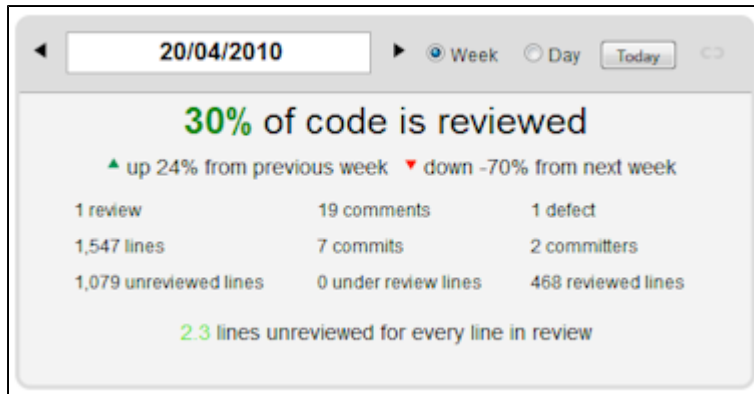 20/04/2010 Week Day Today
30% of code is reviewed
up 24% from previous week down -70% from next week
1 review 19 comments 1 defect
1,547 lines 7 commits 2 committers
1,079 unreviewed lines 0 under review lines 468 reviewed lines
2.3 lines unreviewed for every line in review